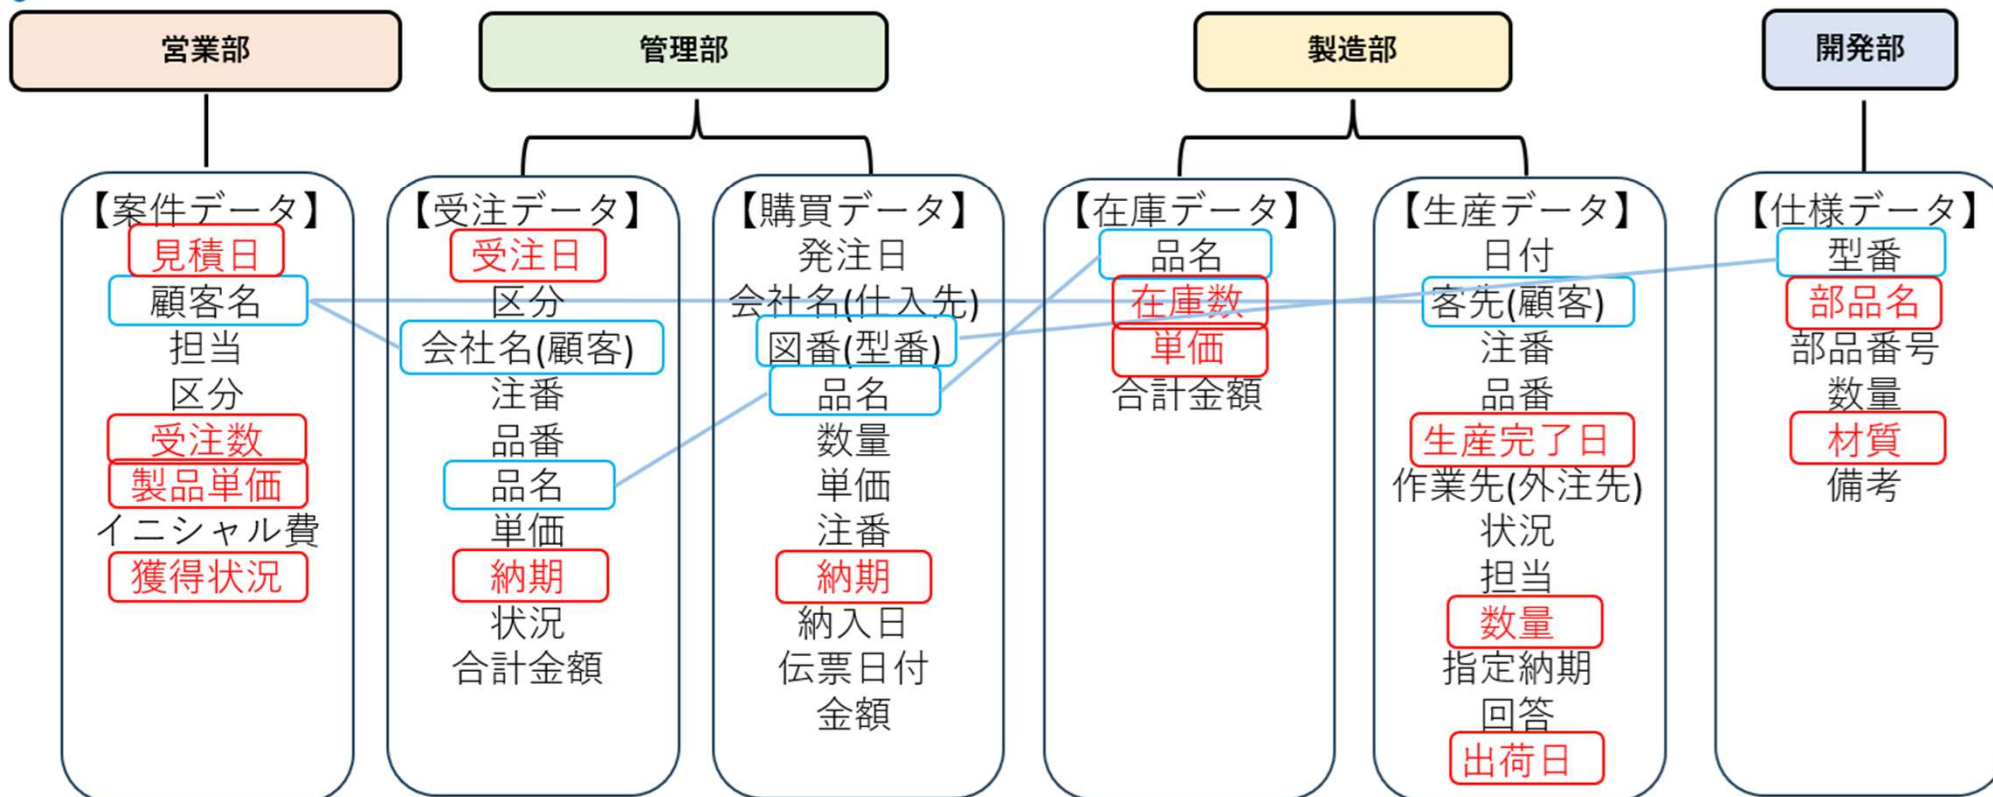 営業部
管理部
製造部
開発部
【案件データ】
見積日
顧客名
担当
区分
受注数
製品単価
イニシャル費
獲得状況
【受注データ】
受注日
区分
会社名(顧客)
注番
品番
品名
単価
納期
状況
合計金額
【購買データ】
発注日
会社名(仕入先)
図番(型番)
品名
数量
単価
注番
納期
納入日
伝票日付
金額
【在庫データ】
品名
在庫数
単価
合計金額
【生産データ】
日付
客先(顧客)
注番
品番
生産完了日
作業先(外注先)
状況
担当
数量
指定納期
回答
出荷日
【仕様データ】
型番
部品名
部品番号
数量
材質
備考